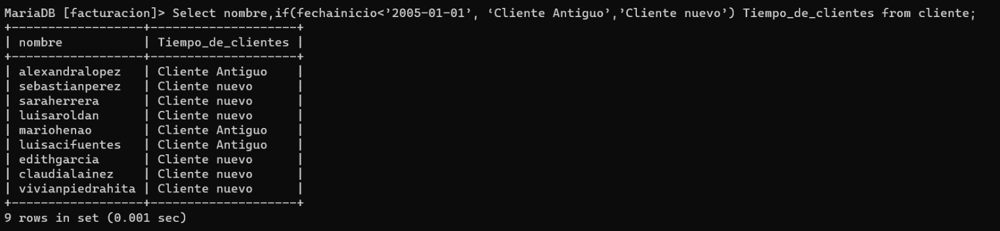 MariaDB [facturacion]> Select nombre,if(fechainicio<’2005-01-01’, ‘Cliente Antiguo’,’Cliente nuevo’) Tiempo_de_clientes from cliente;
+------------------+--------------------+
| nombre           | Tiempo_de_clientes |
+------------------+--------------------+
| alexandralopez   | Cliente Antiguo    |
| sebastianperez   | Cliente nuevo      |
| saraherrera      | Cliente nuevo      |
| luisaroldan      | Cliente nuevo      |
| mariohenao       | Cliente Antiguo    |
| luisacifuentes   | Cliente Antiguo    |
| edithgarcia      | Cliente nuevo      |
| claudialainez    | Cliente nuevo      |
| vivianpiedrahita | Cliente nuevo      |
+------------------+--------------------+
9 rows in set (0.001 sec)